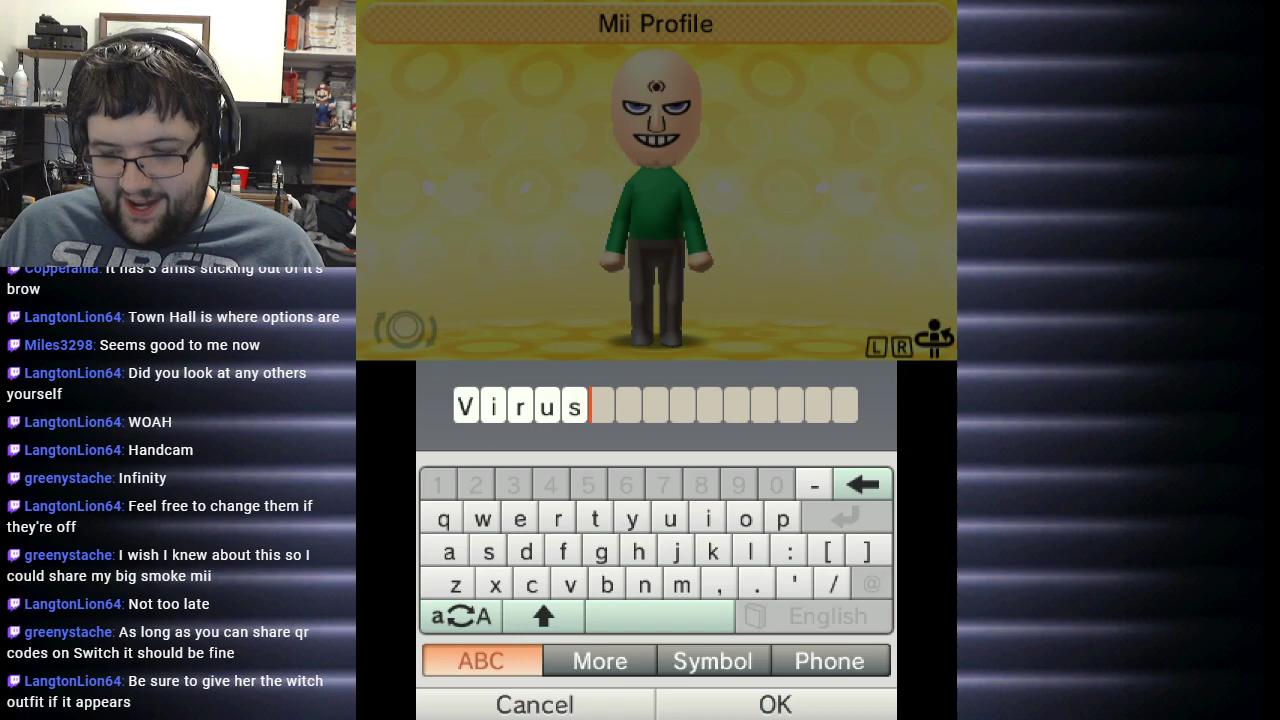 Mii Profile
SUPER
Copperama: It has 3 arms sticking out of it's
brow
LangtonLion64: Town Hall is where options are
Miles3298: Seems good to me now
LangtonLion64: Did you look at any others
yourself
LangtonLion64: WOAH
LangtonLion64: Handcam
greenystache: Infinity
LangtonLion64: Feel free to change them if
they're off
greenystache: I wish I knew about this so I
could share my big smoke mii
LangtonLion64: Not too late
greenystache: As long as you can share qr
codes on Switch it should be fine
LangtonLion64: Be sure to give her the witch
outfit if it appears
L R
Virus
1 2 3 4 5 6 7 8 9 0 -
q w e r t y u i o p
a s d f g h j k l : [ ]
z x c v b n m , . ' / @
a A English
ABC More Symbol Phone
Cancel OK